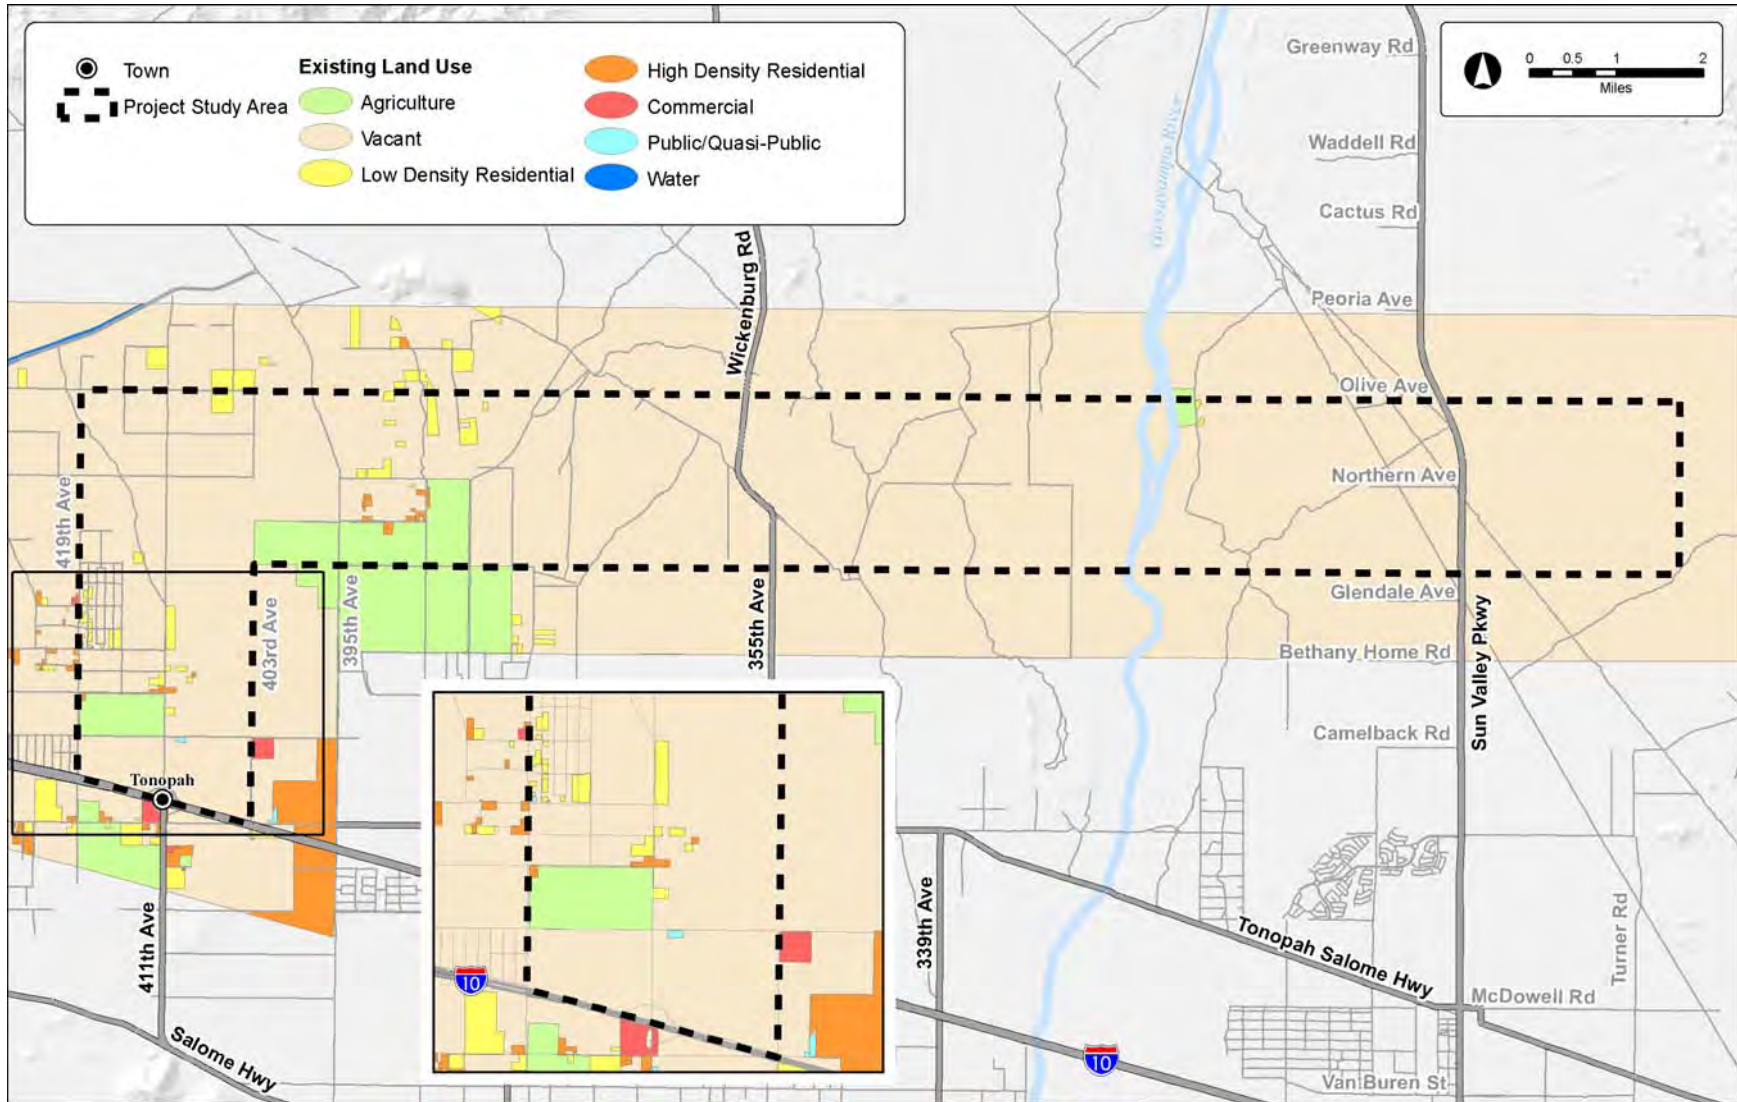 Town
Project Study Area
Existing Land Use
Agriculture
Vacant
Low Density Residential
High Density Residential
Commercial
Public/Quasi-Public
Water
0 0.5 1 2
Miles
Greenway Rd
Waddell Rd
Cactus Rd
Peoria Ave
Olive Ave
Northern Ave
Glendale Ave
Bethany Home Rd
Camelback Rd
Hassayampa River
Wickenburg Rd
355th Ave
Sun Valley Pkwy
419th Ave
403rd Ave
395th Ave
Tonopah
411th Ave
Salome Hwy
10
339th Ave
Tonopah Salome Hwy
McDowell Rd
Turner Rd
10
Van Buren St